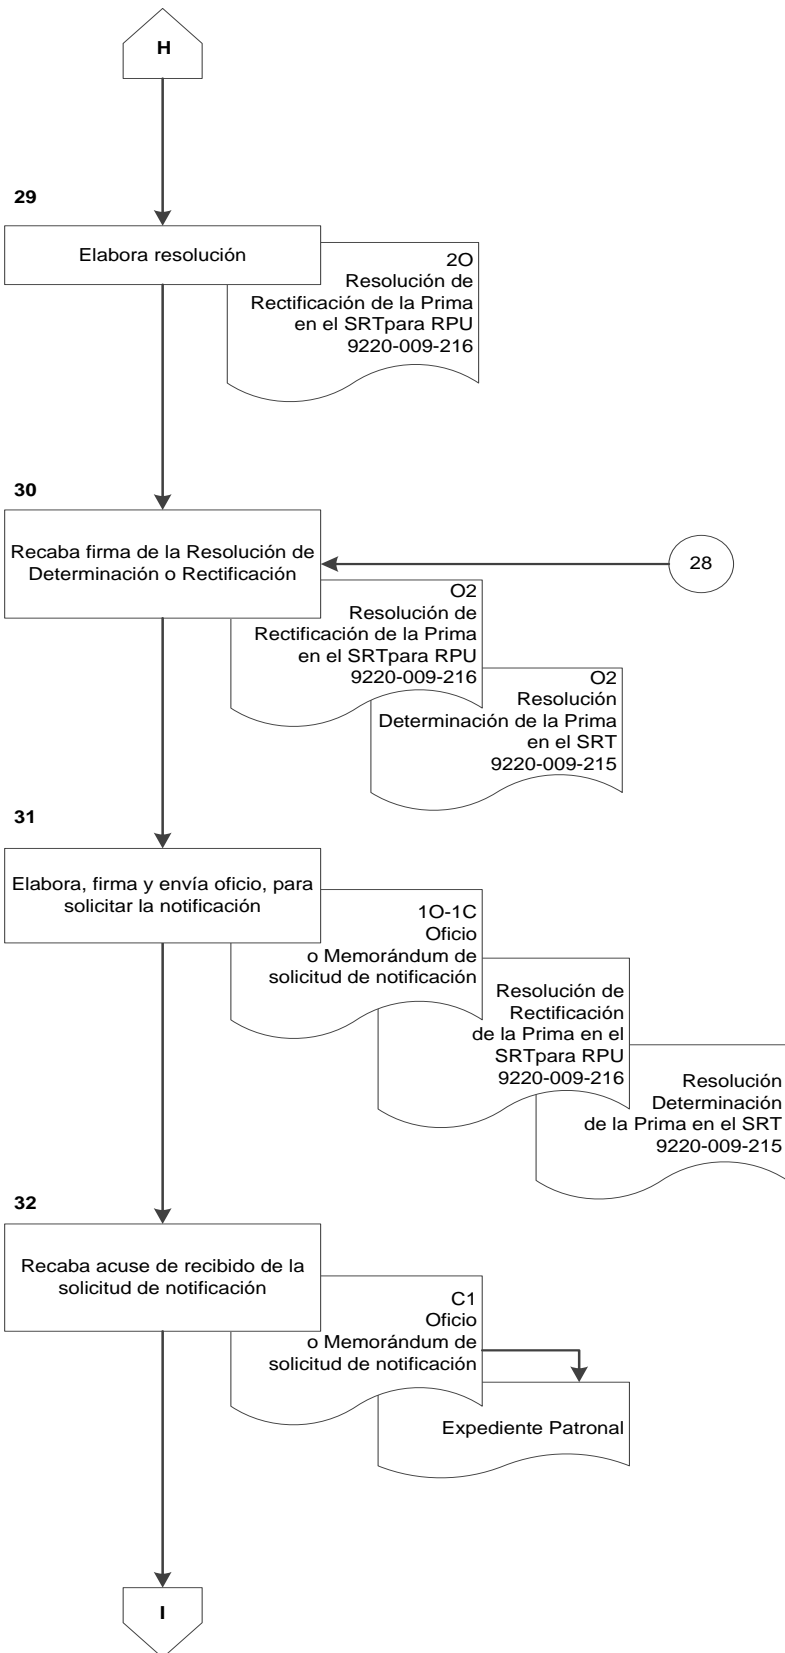 H
29
Elabora resolución
2O
Resolución de
Rectificación de la Prima
en el SRTpara RPU
9220-009-216
30
Recaba firma de la Resolución de
Determinación o Rectificación
28
O2
Resolución de
Rectificación de la Prima
en el SRTpara RPU
9220-009-216
O2
Resolución
Determinación de la Prima
en el SRT
9220-009-215
31
Elabora, firma y envía oficio, para
solicitar la notificación
1O-1C
Oficio
o Memorándum de
solicitud de notificación
Resolución de
Rectificación
de la Prima en el
SRTpara RPU
9220-009-216
Resolución
Determinación
de la Prima en el SRT
9220-009-215
32
Recaba acuse de recibido de la
solicitud de notificación
C1
Oficio
o Memorándum de
solicitud de notificación
Expediente Patronal
I